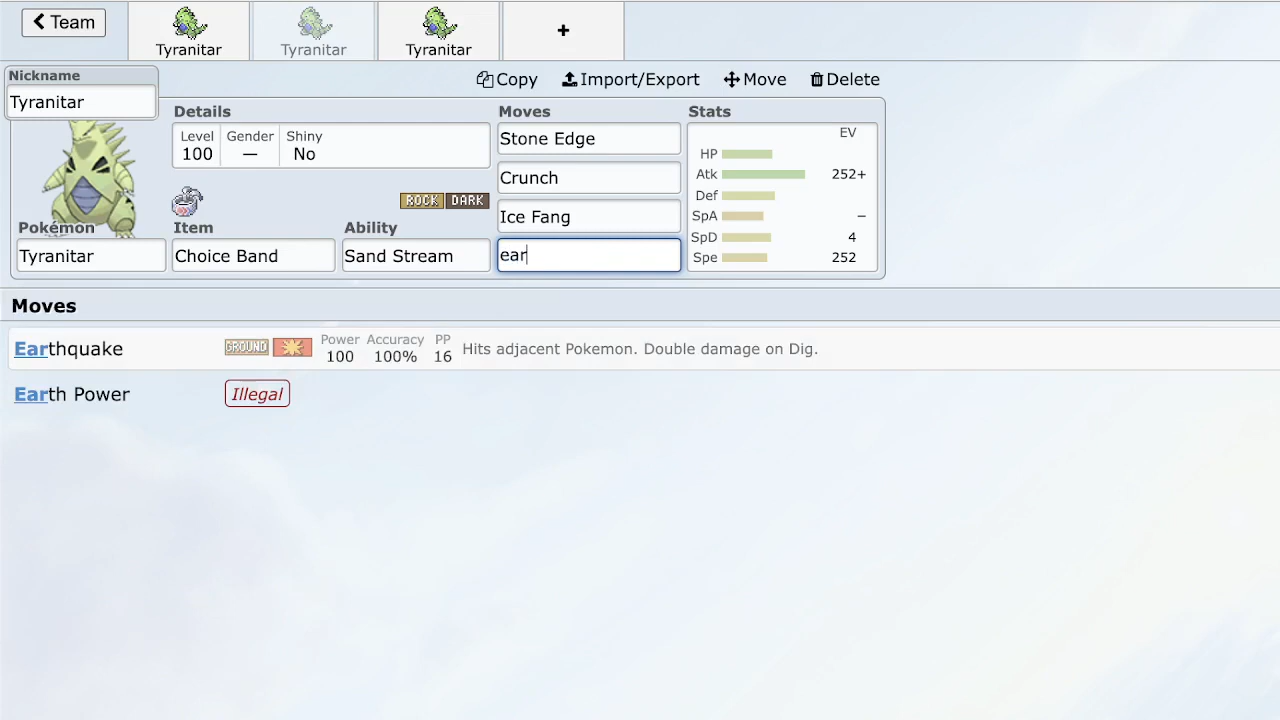 Team
Tyranitar
Tyranitar
Tyranitar
+
Nickname
Tyranitar
Copy
Import/Export
Move
Delete
Details
Level
100
Gender
—
Shiny
No
ROCK DARK
Pokémon
Tyranitar
Item
Choice Band
Ability
Sand Stream
Moves
Stone Edge
Crunch
Ice Fang
ear
Stats
EV
HP
Atk 252+
Def
SpA –
SpD 4
Spe 252
Moves
Earthquake GROUND Power 100 Accuracy 100% PP 16 Hits adjacent Pokemon. Double damage on Dig.
Earth Power Illegal